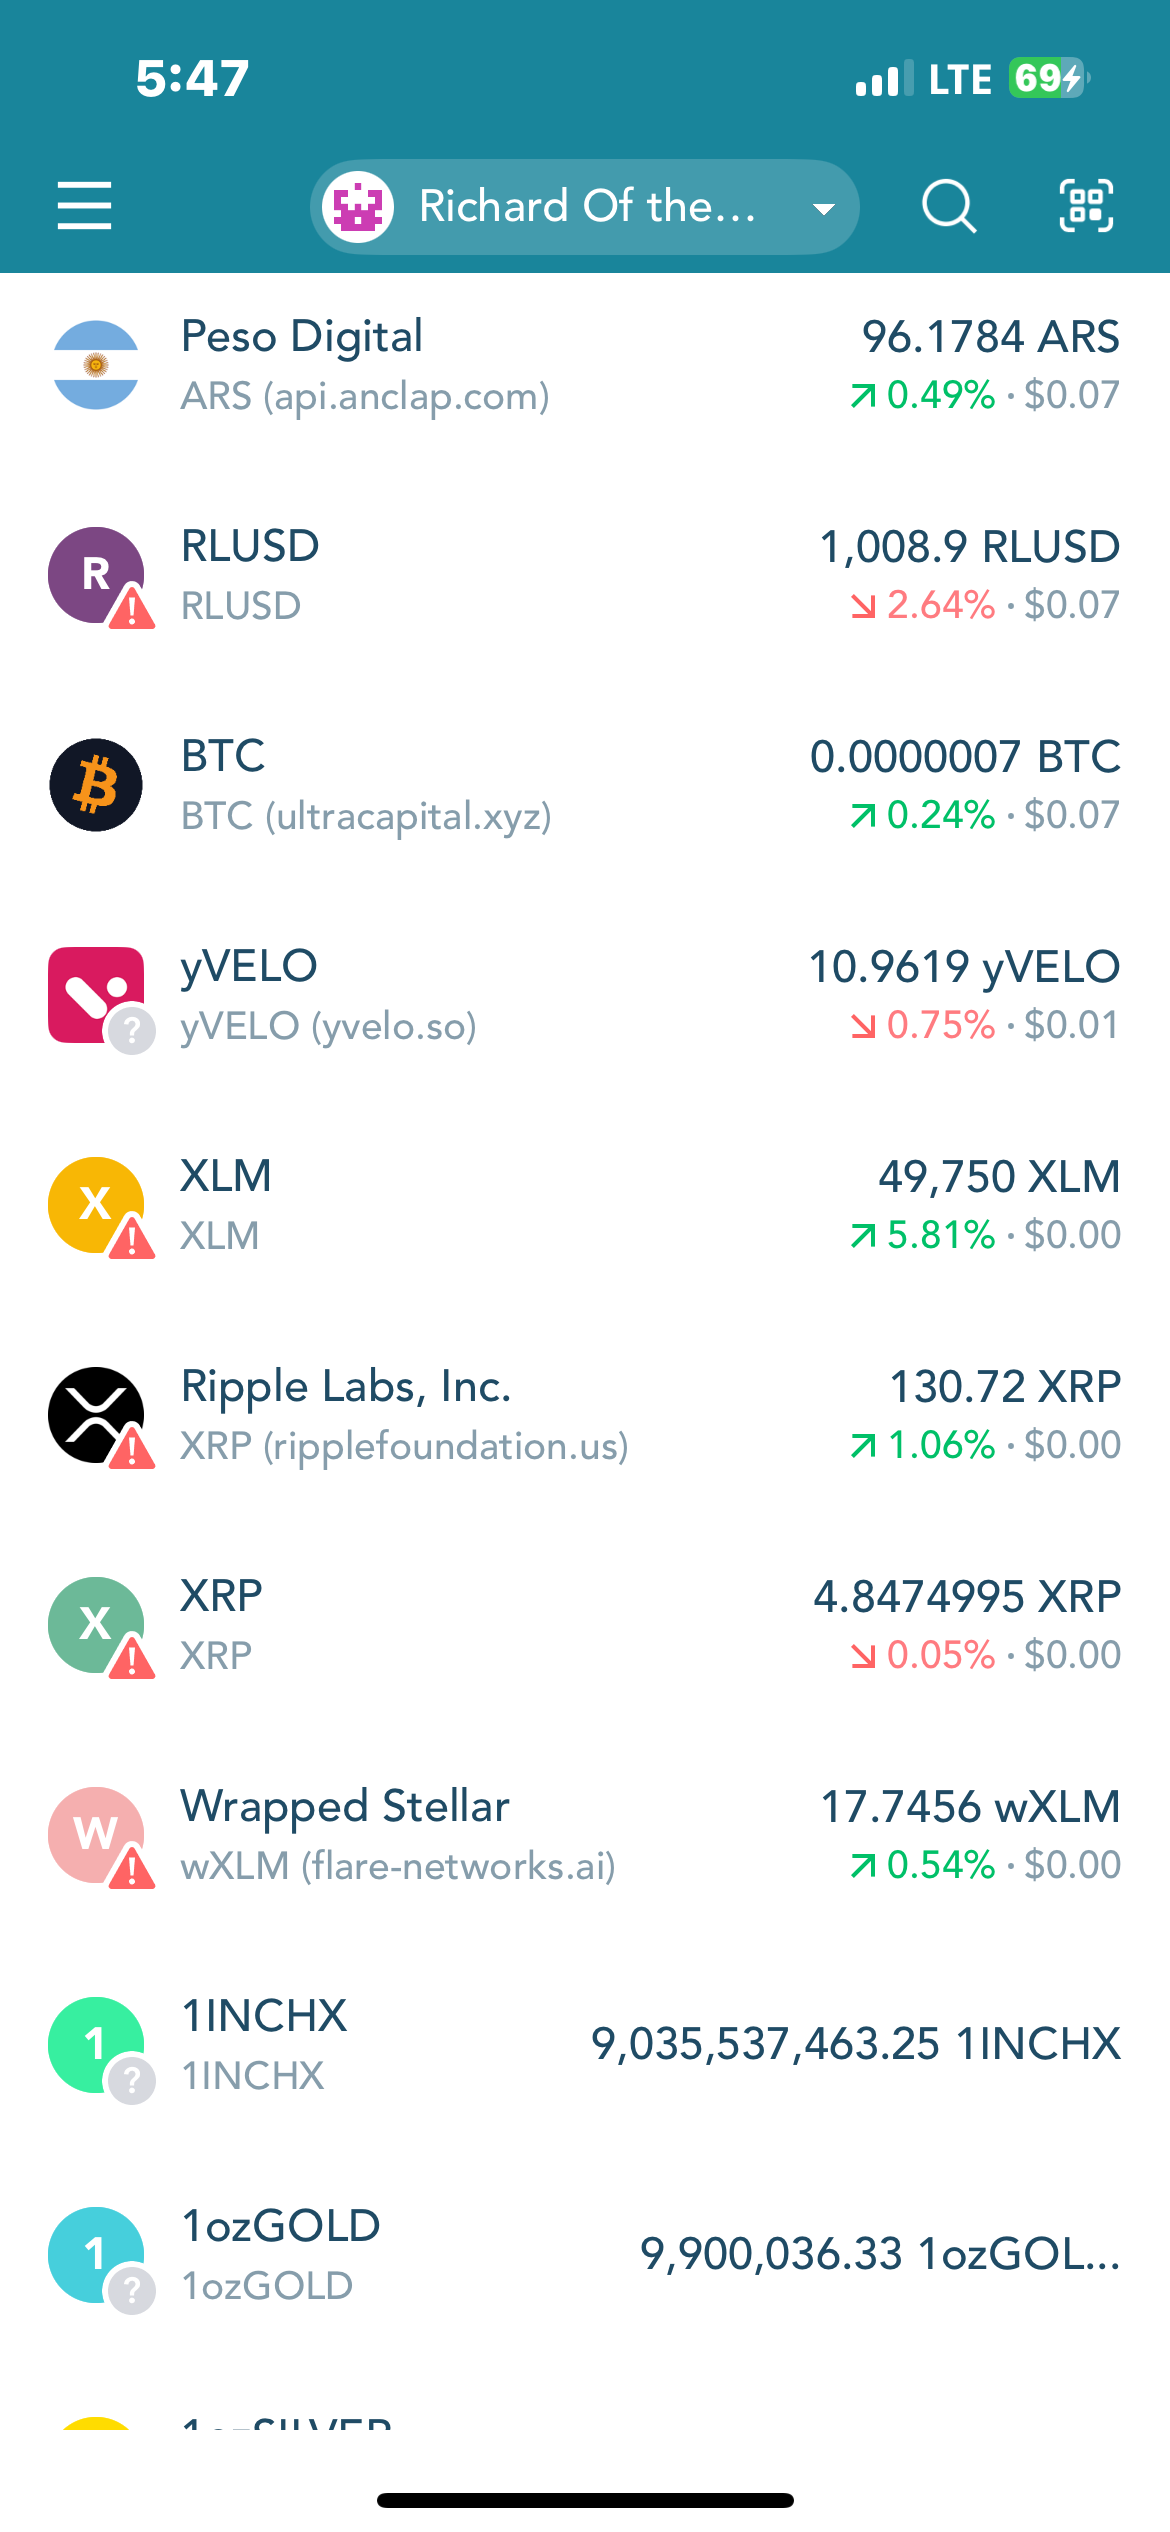 5:47
LTE 69
Richard Of the...
Peso Digital
96.1784 ARS
ARS (api.anclap.com)
0.49% · $0.07
R
RLUSD
1,008.9 RLUSD
RLUSD
2.64% · $0.07
BTC
0.0000007 BTC
BTC (ultracapital.xyz)
0.24% · $0.07
yVELO
10.9619 yVELO
yVELO (yvelo.so)
0.75% · $0.01
X
XLM
49,750 XLM
XLM
5.81% · $0.00
Ripple Labs, Inc.
130.72 XRP
XRP (ripplefoundation.us)
1.06% · $0.00
X
XRP
4.8474995 XRP
XRP
0.05% · $0.00
W
Wrapped Stellar
17.7456 wXLM
wXLM (flare-networks.ai)
0.54% · $0.00
1
1INCHX
9,035,537,463.25 1INCHX
1INCHX
1
1ozGOLD
9,900,036.33 1ozGOL...
1ozGOLD
1ozSILVER